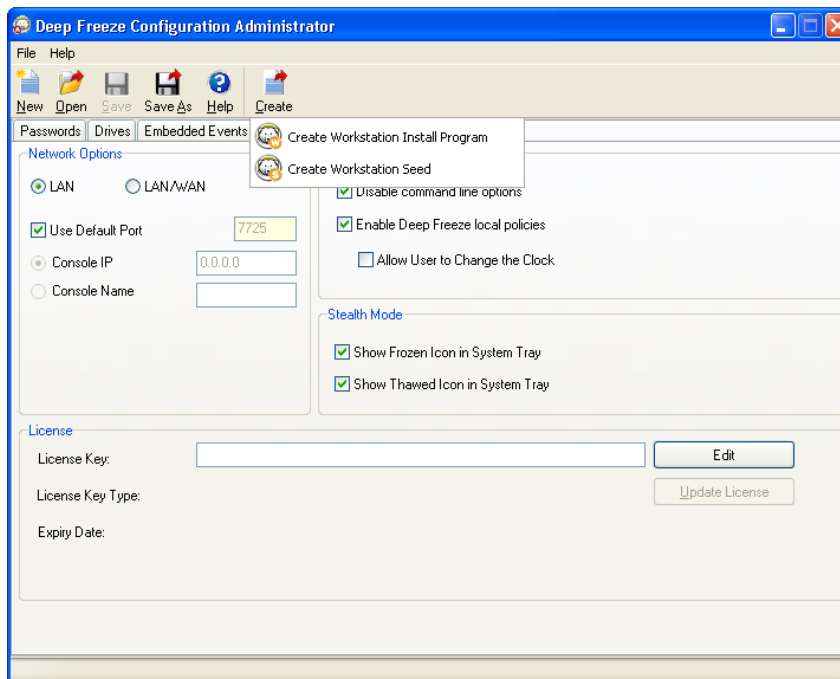 Deep Freeze Configuration Administrator
File Help
New Open Save Save As Help Create
Passwords Drives Embedded Events
Create Workstation Install Program
Create Workstation Seed
Network Options
LAN LAN/WAN
Use Default Port 7725
Console IP 0.0.0.0
Console Name
Disable command line options
Enable Deep Freeze local policies
Allow User to Change the Clock
Stealth Mode
Show Frozen Icon in System Tray
Show Thawed Icon in System Tray
License
License Key:
Edit
License Key Type:
Update License
Expiry Date: